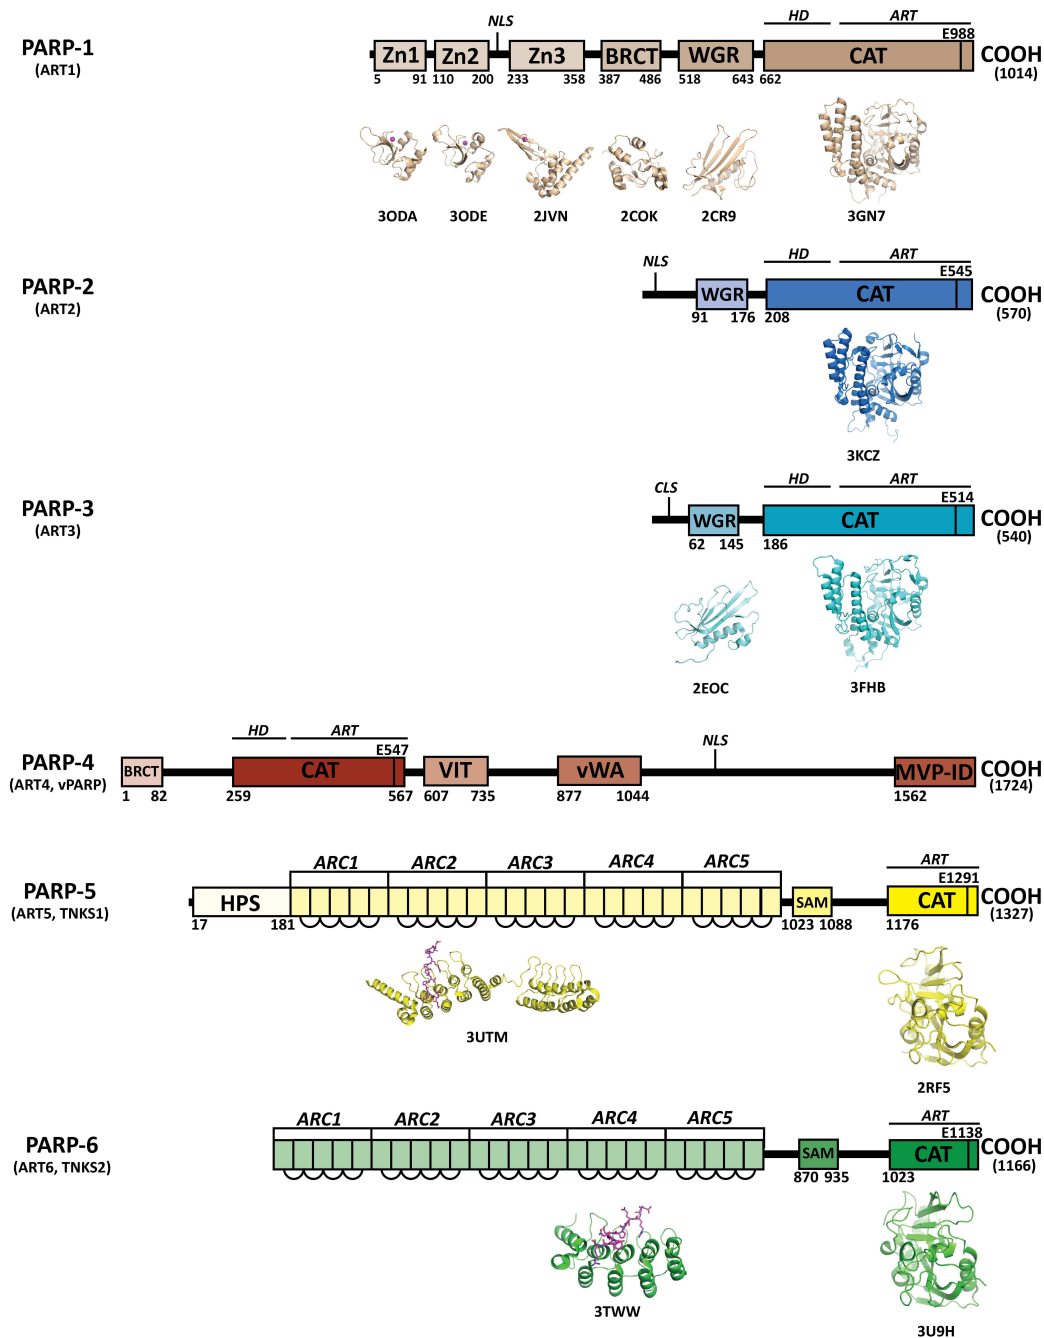 NLS HD ART
PARP-1 E988
(ART1) Zn1 Zn2 Zn3 BRCT WGR CAT COOH
5 91 110 200 233 358 387 486 518 643 662 (1014)
3ODA 3ODE 2JVN 2COK 2CR9 3GN7
NLS HD ART
PARP-2 E545
(ART2) WGR CAT COOH
91 176 208 (570)
3KCZ
CLS HD ART
PARP-3 E514
(ART3) WGR CAT COOH
62 145 186 (540)
2EOC 3FHB
HD ART NLS
PARP-4 E547
(ART4, vPARP) BRCT CAT VIT vWA MVP-ID COOH
1 82 259 567 607 735 877 1044 1562 (1724)
ARC1 ARC2 ARC3 ARC4 ARC5 ART
PARP-5 E1291
(ART5, TNKS1) HPS SAM CAT COOH
17 181 1023 1088 1176 (1327)
3UTM 2RF5
ARC1 ARC2 ARC3 ARC4 ARC5 ART
PARP-6 E1138
(ART6, TNKS2) SAM CAT COOH
870 935 1023 (1166)
3TWW 3U9H